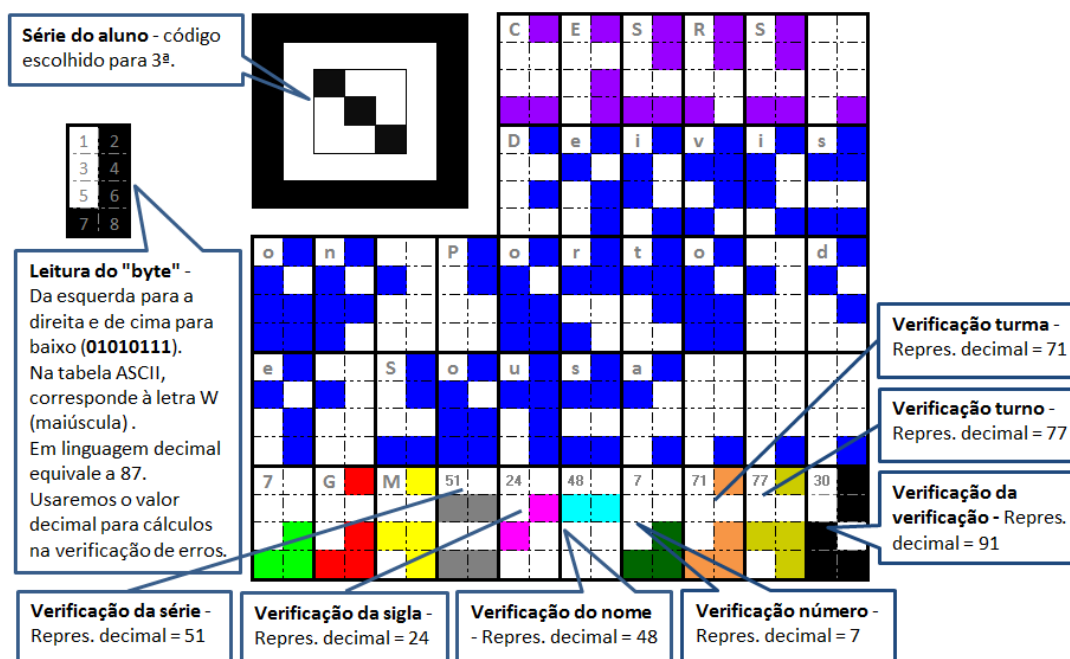 Série do aluno - código
escolhido para 3ª.
C E S R S
1 2
3 4
5 6
7 8
D e i v i s
Leitura do "byte" -
Da esquerda para a
direita e de cima para
baixo (01010111).
Na tabela ASCII,
corresponde à letra W
(maiúscula) .
Em linguagem decimal
equivale a 87.
Usaremos o valor
decimal para cálculos
na verificação de erros.
o n P o r t o d
e S o u s a
7 G M 51 24 48 7 71 77 30
Verificação turma -
Repres. decimal = 71
Verificação turno -
Repres. decimal = 77
Verificação da
verificação - Repres.
decimal = 91
Verificação da série -
Repres. decimal = 51
Verificação da sigla -
Repres. decimal = 24
Verificação do nome
- Repres. decimal = 48
Verificação número -
Repres. decimal = 7